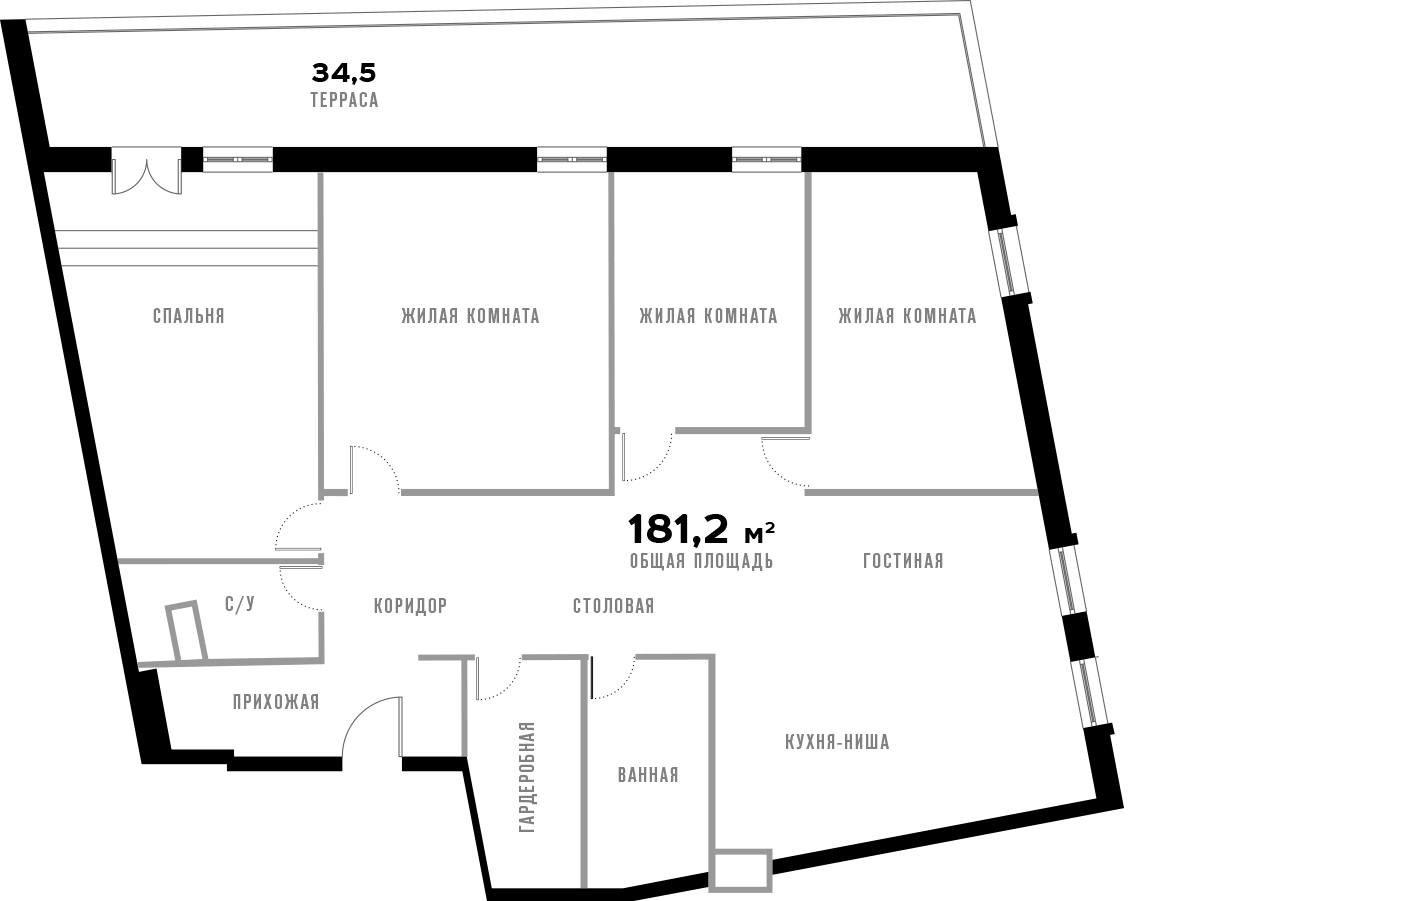 34,5
ТЕРРАСА
СПАЛЬНЯ
ЖИЛАЯ КОМНАТА
ЖИЛАЯ КОМНАТА
ЖИЛАЯ КОМНАТА
181,2 м²
ОБЩАЯ ПЛОЩАДЬ
ГОСТИНАЯ
С/У
КОРИДОР
СТОЛОВАЯ
ПРИХОЖАЯ
ГАРДЕРОБНАЯ
ВАННАЯ
КУХНЯ-НИША